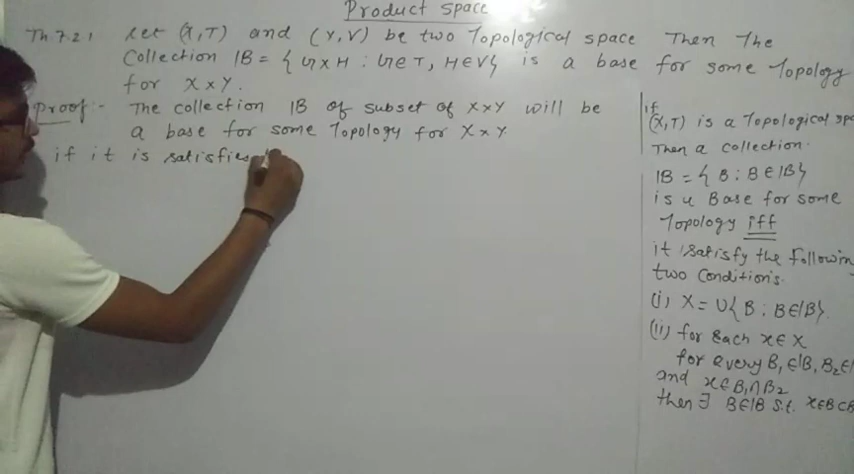 Product space
Th.7.2.1 Let (X,T) and (Y,V) be two Topological space Then The
Collection IB = { G×H : G∈T, H∈V} is a base for some Topology
for X×Y.
Proof:- The collection IB of subset of X×Y will be
a base for some Topology for X×Y
if it is satisfies
if
(X,T) is a Topological spa
Then a collection.
IB = { B : B∈IB}
is a Base for some
Topology iff
it satisfy the followin
two condition's.
(i) X = U{ B : B∈IB}.
(ii) for each x∈X
for every B₁∈IB, B₂∈I
and x∈B₁∩B₂
then ∃ B∈IB s.t. x∈B⊂B